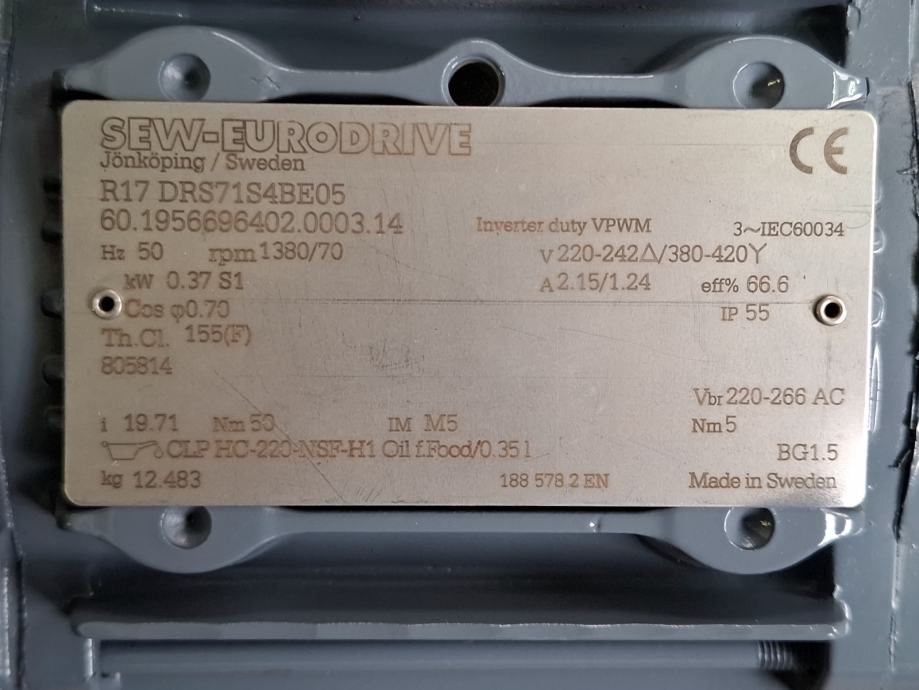 SEW-EURODRIVE
Jönköping / Sweden
R17 DRS71S4BE05
60.1956696402.0003.14 Inverter duty VPWM 3~IEC60034
Hz 50 rpm 1380/70 V 220-242△/380-420Y
kW 0.37 S1 A 2.15/1.24 eff% 66.6
Cos φ0.70 IP 55
Th.Cl. 155(F)
805814
Vbr 220-266 AC
i 19.71 Nm 50 IM M5 Nm 5
CLP HC-220-NSF-H1 Oil f.Food/0.35 l BG1.5
kg 12.483 188 578 2 EN Made in Sweden
CE